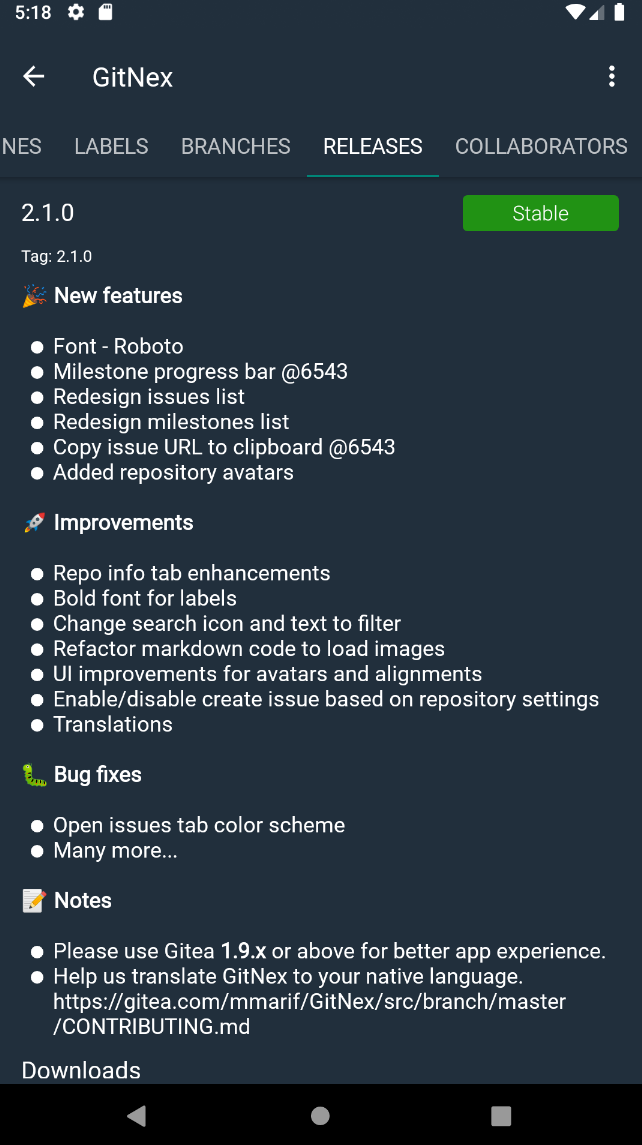 5:18
GitNex
NES LABELS BRANCHES RELEASES COLLABORATORS
2.1.0 Stable
Tag: 2.1.0
🎉 New features
● Font - Roboto
● Milestone progress bar @6543
● Redesign issues list
● Redesign milestones list
● Copy issue URL to clipboard @6543
● Added repository avatars
🚀 Improvements
● Repo info tab enhancements
● Bold font for labels
● Change search icon and text to filter
● Refactor markdown code to load images
● UI improvements for avatars and alignments
● Enable/disable create issue based on repository settings
● Translations
🐛 Bug fixes
● Open issues tab color scheme
● Many more...
📝 Notes
● Please use Gitea 1.9.x or above for better app experience.
● Help us translate GitNex to your native language.
https://gitea.com/mmarif/GitNex/src/branch/master
/CONTRIBUTING.md
Downloads